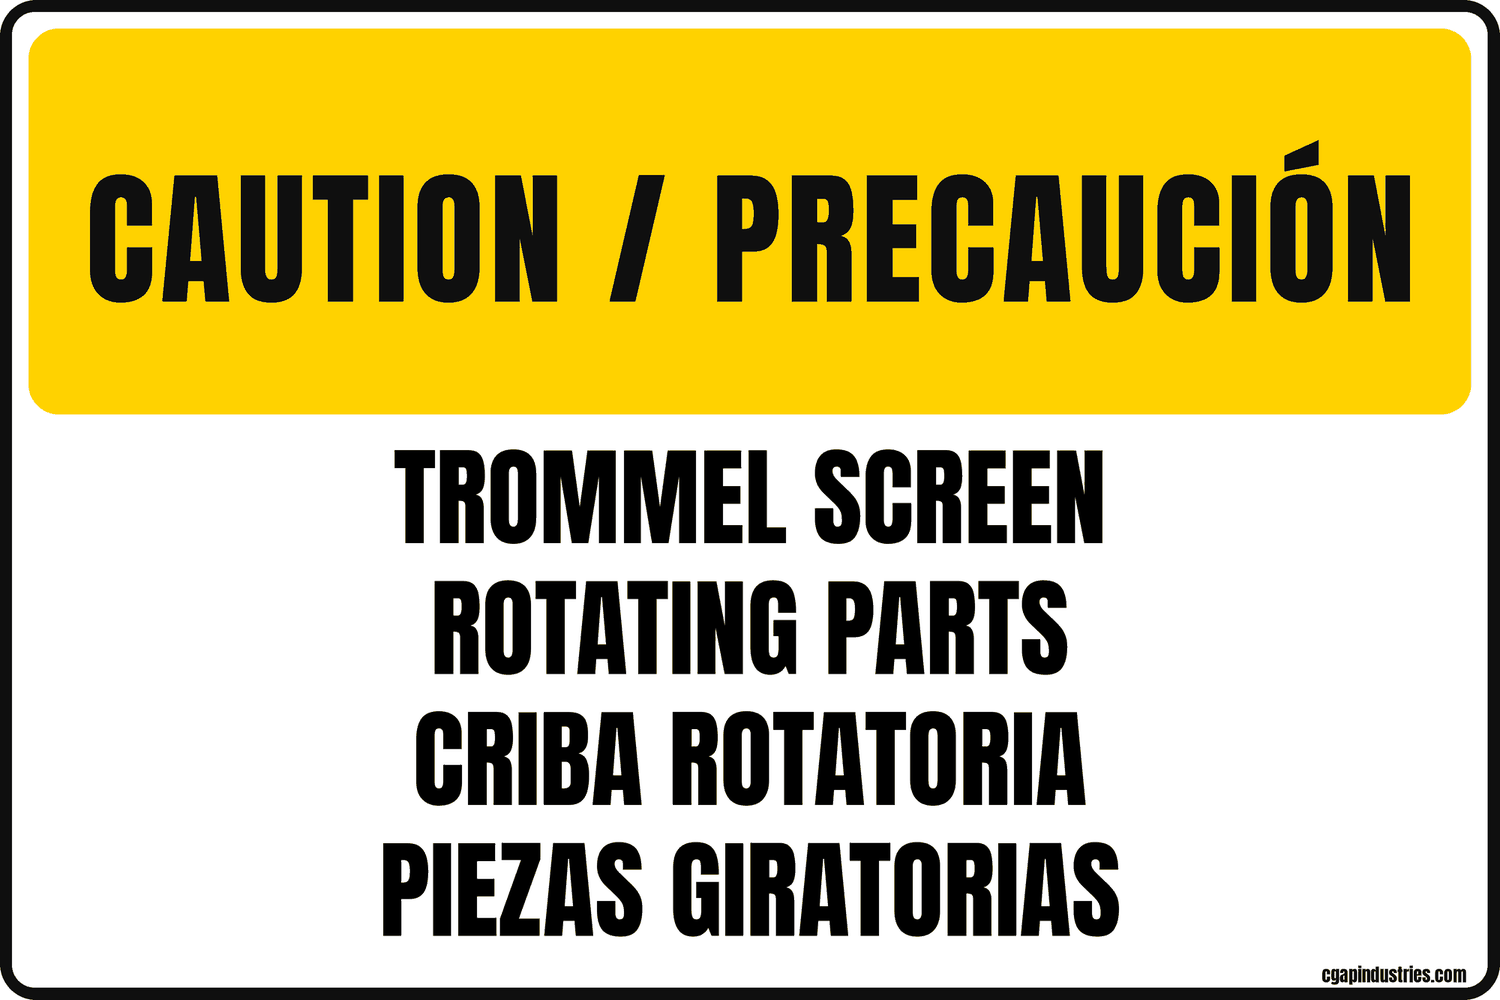 CAUTION / PRECAUCIÓN
TROMMEL SCREEN
ROTATING PARTS
CRIBA ROTATORIA
PIEZAS GIRATORIAS
cgapindustries.com